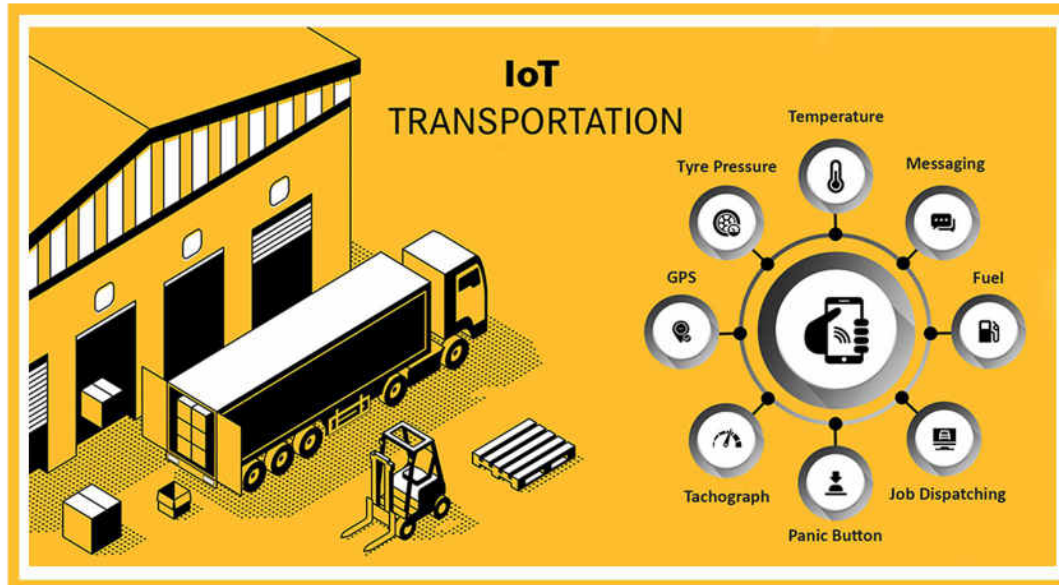 IoT
TRANSPORTATION
Temperature
Tyre Pressure
Messaging
GPS
Fuel
Tachograph
Job Dispatching
Panic Button